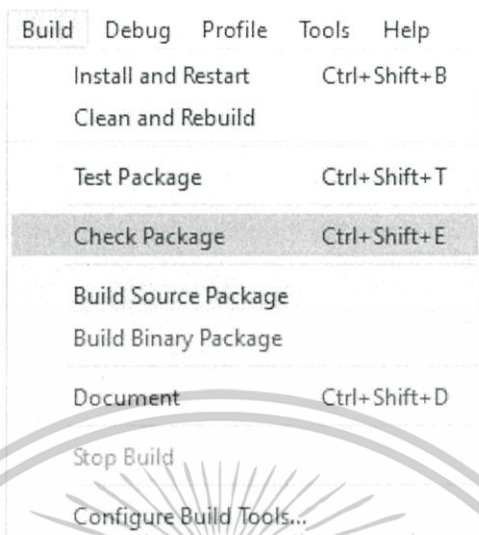 Build Debug Profile Tools Help
Install and Restart Ctrl+Shift+B
Clean and Rebuild
Test Package Ctrl+Shift+T
Check Package Ctrl+Shift+E
Build Source Package
Build Binary Package
Document Ctrl+Shift+D
Stop Build
Configure Build Tools...